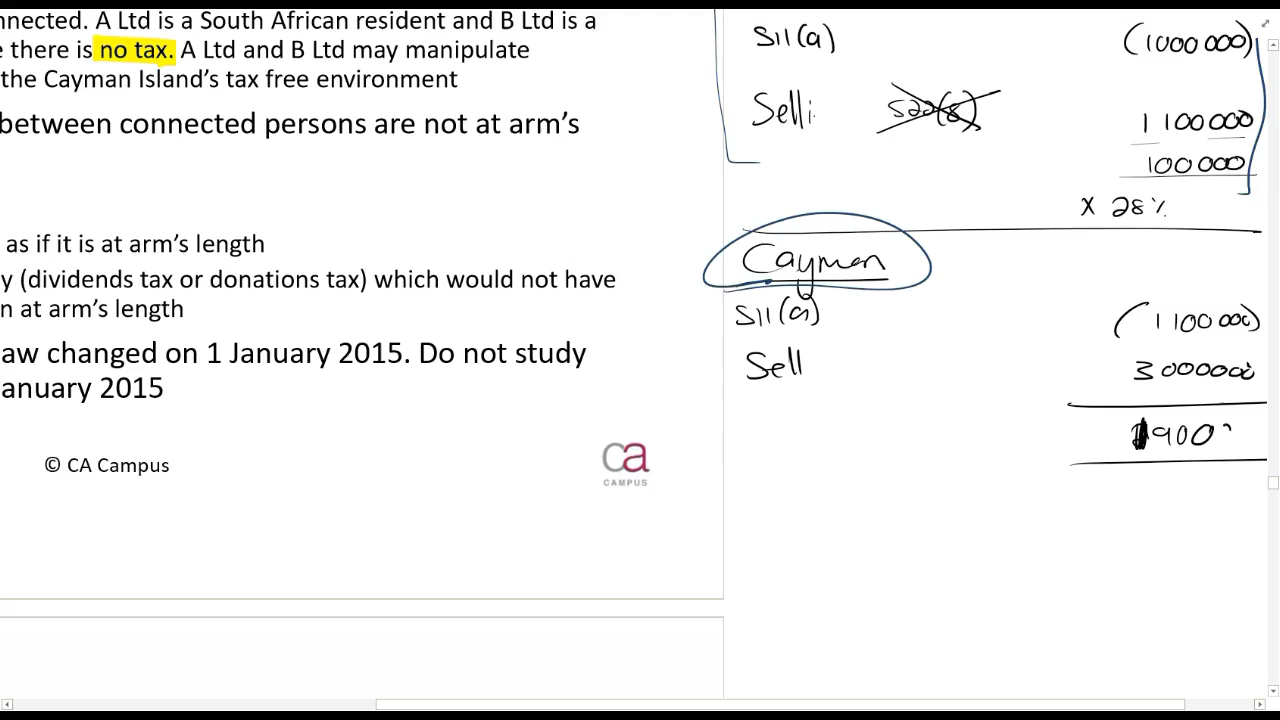 nnected. A Ltd is a South African resident and B Ltd is a
e there is no tax. A Ltd and B Ltd may manipulate
the Cayman Island's tax free environment
between connected persons are not at arm's
as if it is at arm's length
y (dividends tax or donations tax) which would not have
n at arm's length
aw changed on 1 January 2015. Do not study
anuary 2015
© CA Campus
ca
CAMPUS
S11(a) (1000 000)
Sell: S22(8) 1 100 000
100 000
X 28%
Cayman
S11(a) (1 100 000)
Sell 3 000 000
1900